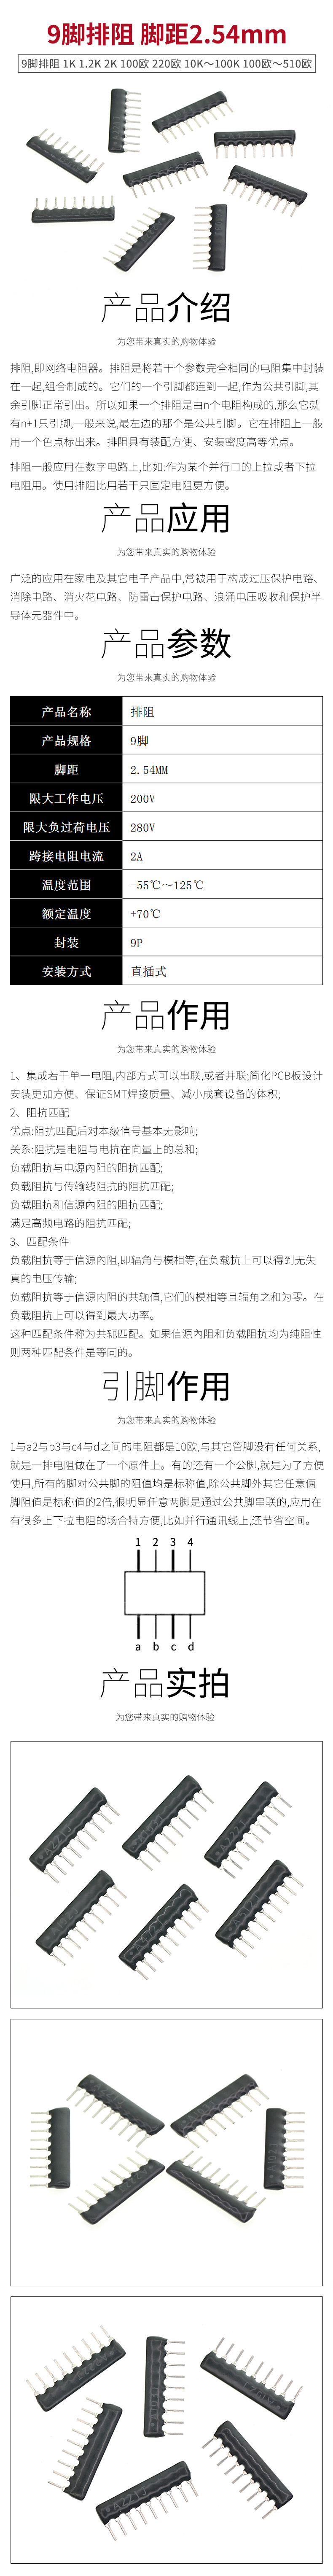 9脚排阻 脚距2.54mm
9脚排阻 1K 1.2K 2K 100欧 220欧 10K～100K 100欧～510欧
产品介绍
为您带来真实的购物体验
排阻,即网络电阻器。排阻是将若干个参数完全相同的电阻集中封装
在一起,组合制成的。它们的一个引脚都连到一起,作为公共引脚,其
余引脚正常引出。所以如果一个排阻是由n个电阻构成的,那么它就
有n+1只引脚,一般来说,最左边的那个是公共引脚。它在排阻上一般
用一个色点标出来。排阻具有装配方便、安装密度高等优点。
排阻一般应用在数字电路上,比如:作为某个并行口的上拉或者下拉
电阻用。使用排阻比用若干只固定电阻更方便。
产品应用
为您带来真实的购物体验
广泛的应用在家电及其它电子产品中,常被用于构成过压保护电路、
消除电路、消火花电路、防雷击保护电路、浪涌电压吸收和保护半
导体元器件中。
产品参数
为您带来真实的购物体验
产品名称 排阻
产品规格 9脚
脚距 2.54MM
限大工作电压 200V
限大负过荷电压 280V
跨接电阻电流 2A
温度范围 -55℃～125℃
额定温度 +70℃
封装 9P
安装方式 直插式
产品作用
为您带来真实的购物体验
1、集成若干单一电阻,内部方式可以串联,或者并联;简化PCB板设计
安装更加方便、保证SMT焊接质量、减小成套设备的体积;
2、阻抗匹配
优点:阻抗匹配后对本级信号基本无影响;
关系:阻抗是电阻与电抗在向量上的总和;
负载阻抗与电源内阻的阻抗匹配;
负载阻抗与传输线阻抗的阻抗匹配;
负载阻抗和信源内阻的阻抗匹配;
满足高频电路的阻抗匹配;
3、匹配条件
负载阻抗等于信源内阻,即辐角与模相等,在负载抗上可以得到无失
真的电压传输;
负载阻抗等于信源内阻的共轭值,它们的模相等且辐角之和为零。在
负载阻抗上可以得到最大功率。
这种匹配条件称为共轭匹配。如果信源内阻和负载阻抗均为纯阻性
则两种匹配条件是等同的。
引脚作用
为您带来真实的购物体验
1与a2与b3与c4与d之间的电阻都是10欧,与其它管脚没有任何关系,
就是一排电阻做在了一个原件上。有的还有一个公脚,就是为了方便
使用,所有的脚对公共脚的阻值均是标称值,除公共脚外其它任意俩
脚阻值是标称值的2倍,很明显任意两脚是通过公共脚串联的,应用在
有很多上下拉电阻的场合特方便,比如并行通讯线上,还节省空间。
1 2 3 4
a b c d
产品实拍
为您带来真实的购物体验